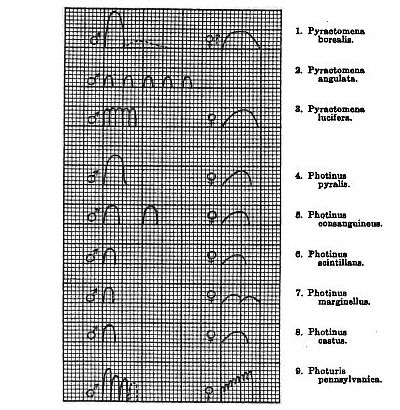 1. Pyractomena
borealis.
2. Pyractomena
angulata.
3. Pyractomena
lucifera.
4. Photinus
pyralis.
5. Photinus
consanguineus.
6. Photinus
scintillans.
7. Photinus
marginellus.
8. Photinus
castus.
9. Photuris
pennsylvanica.